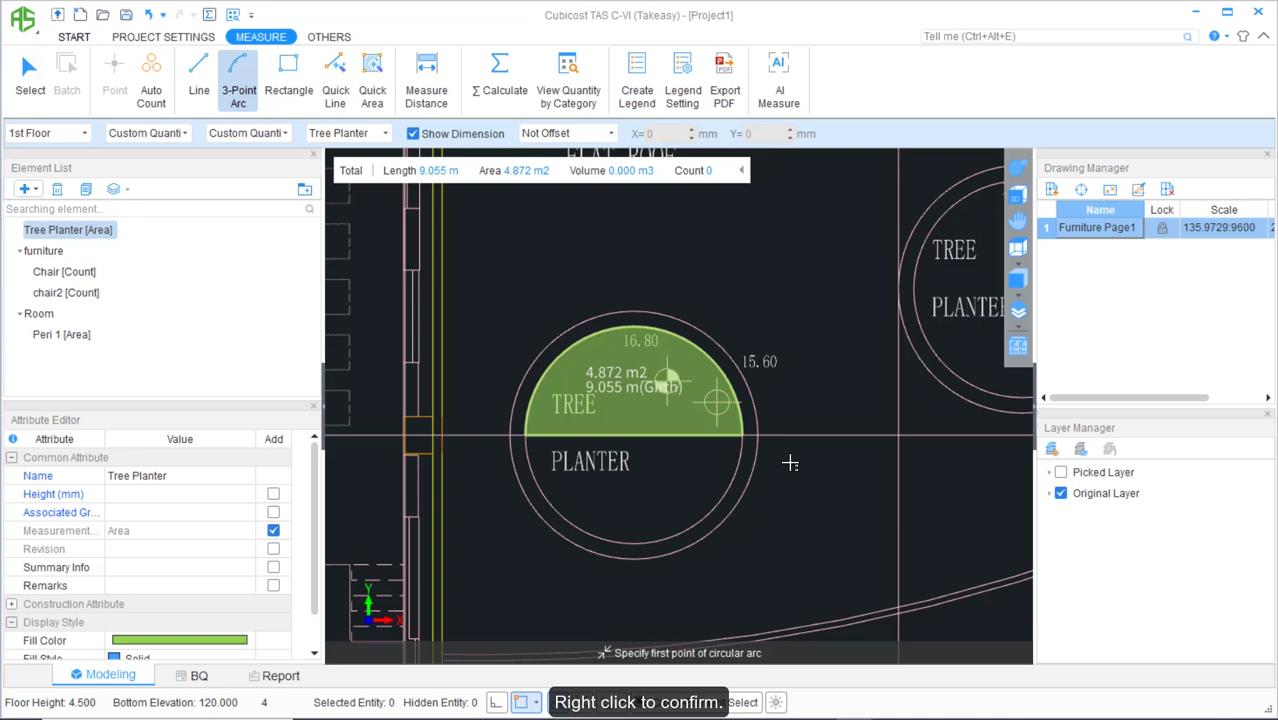 Cubicost TAS C-VI (Takeasy) - [Project1]
START
PROJECT SETTINGS
MEASURE
OTHERS
Tell me (Ctrl+Alt+E)
Select
Batch
Point
Auto Count
Line
3-Point Arc
Rectangle
Quick Line
Quick Area
Measure Distance
Σ Calculate
View Quantity by Category
Create Legend
Legend Setting
Export PDF
AI Measure
1st Floor
Custom Quanti
Custom Quanti
Tree Planter
Show Dimension
Not Offset
X= 0 mm
Y= 0 mm
Element List
Searching element...
Tree Planter [Area]
furniture
Chair [Count]
chair2 [Count]
Room
Peri 1 [Area]
Attribute Editor
Attribute Value Add
Common Attribute
Name Tree Planter
Height (mm)
Associated Gr...
Measurement... Area
Revision
Summary Info
Remarks
Construction Attribute
Display Style
Fill Color
Fill Style Solid
FLAT ROOF
Total Length 9.055 m Area 4.872 m2 Volume 0.000 m3 Count 0
TREE
PLANTER
16.80
15.60
4.872 m2
9.055 m(Girth)
TREE
PLANTER
Y
X
Specify first point of circular arc
Drawing Manager
Name Lock Scale
1 Furniture Page1 135.9729:9600 2
Layer Manager
Picked Layer
Original Layer
Modeling
BQ
Report
Floor Height: 4.500 Bottom Elevation: 120.000 4 Selected Entity: 0 Hidden Entity: 0
Select
Right click to confirm.